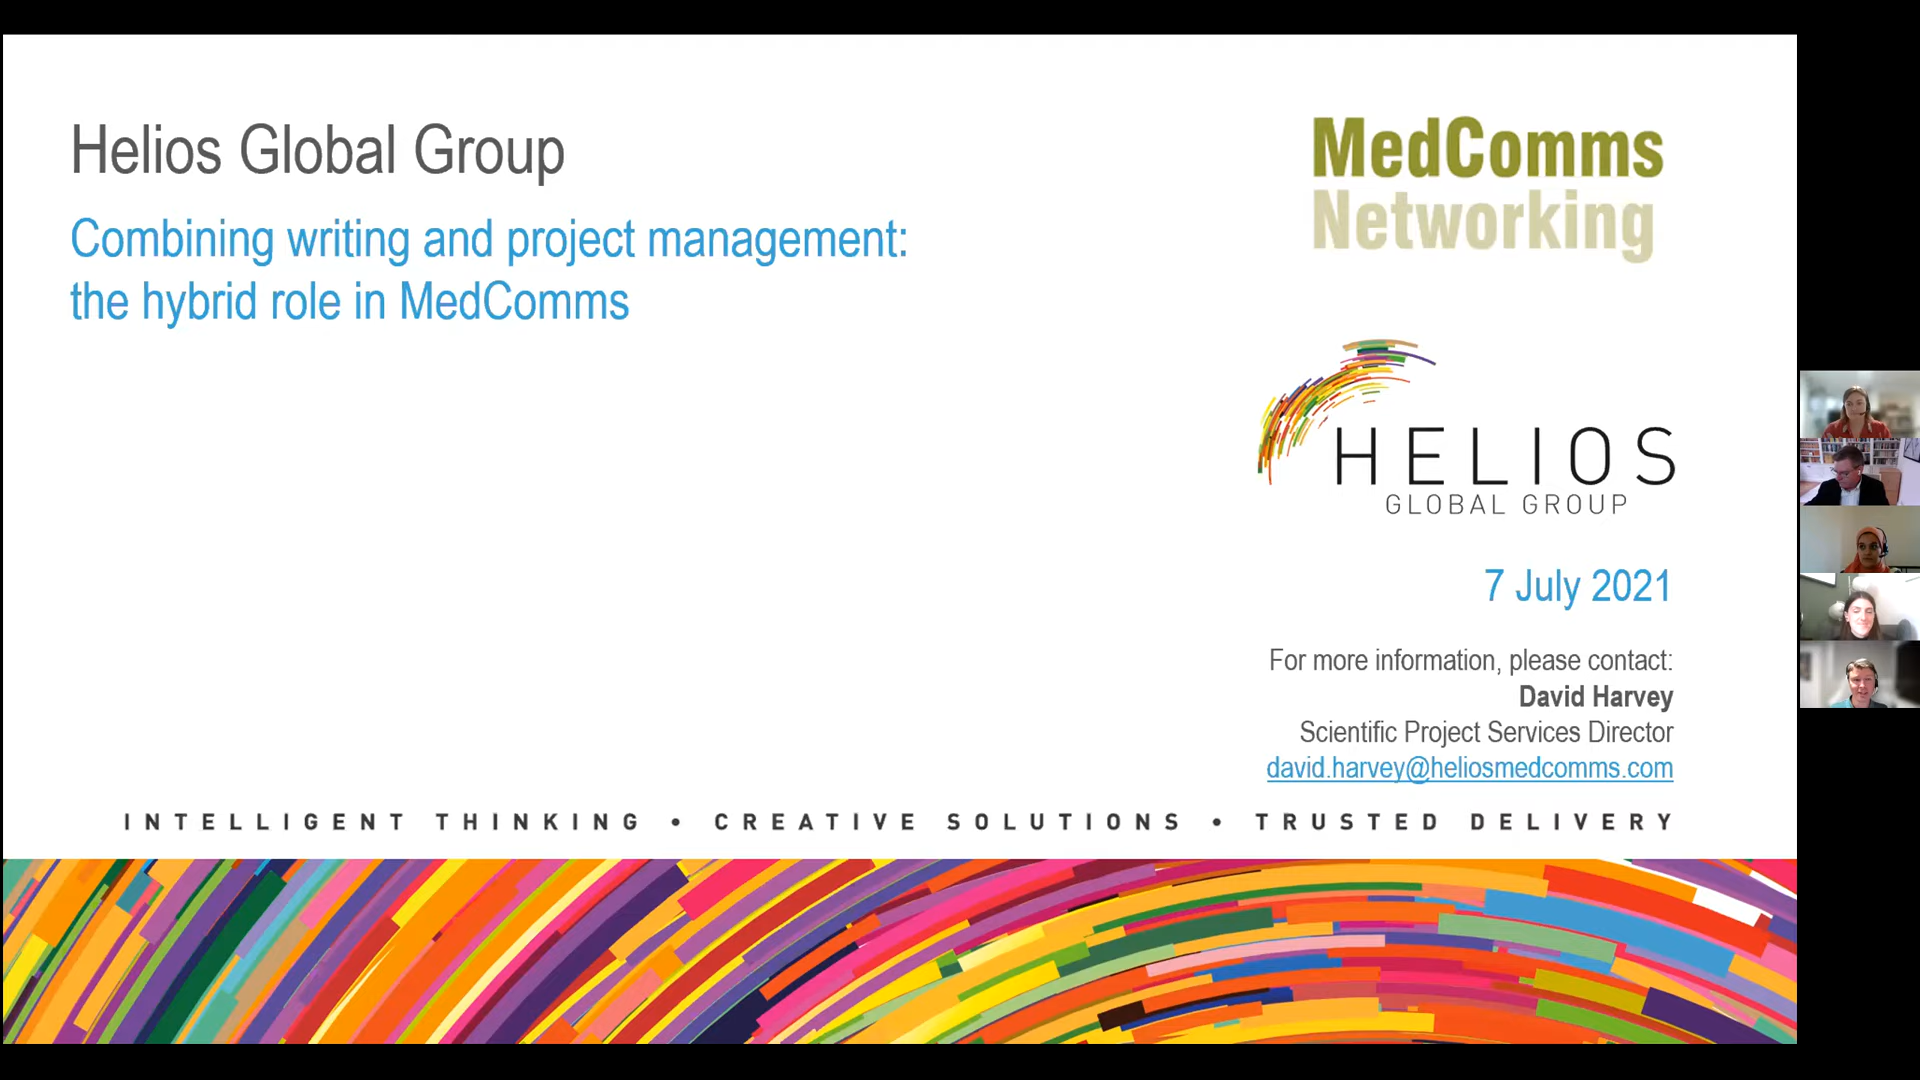 Helios Global Group
Combining writing and project management:
the hybrid role in MedComms
MedComms
Networking
HELIOS
GLOBAL GROUP
7 July 2021
For more information, please contact:
David Harvey
Scientific Project Services Director
david.harvey@heliosmedcomms.com
INTELLIGENT THINKING • CREATIVE SOLUTIONS • TRUSTED DELIVERY